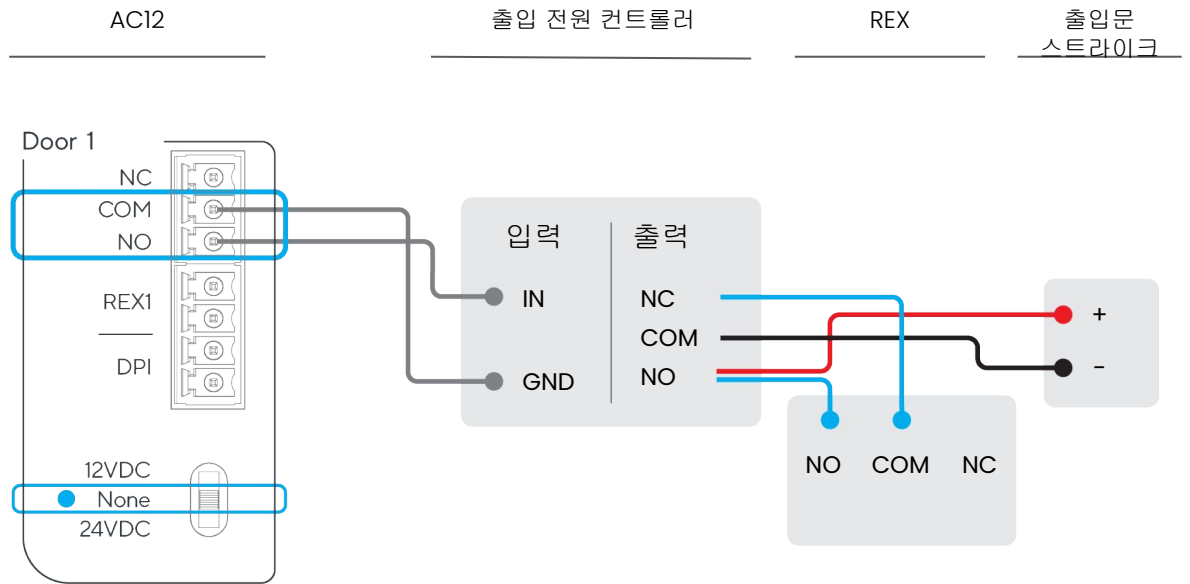 AC12
출입 전원 컨트롤러
REX
출입문
스트라이크
Door 1
NC
COM
NO
REX1
DPI
12VDC
None
24VDC
입력
출력
IN
GND
NC
COM
NO
NO COM NC
+
-